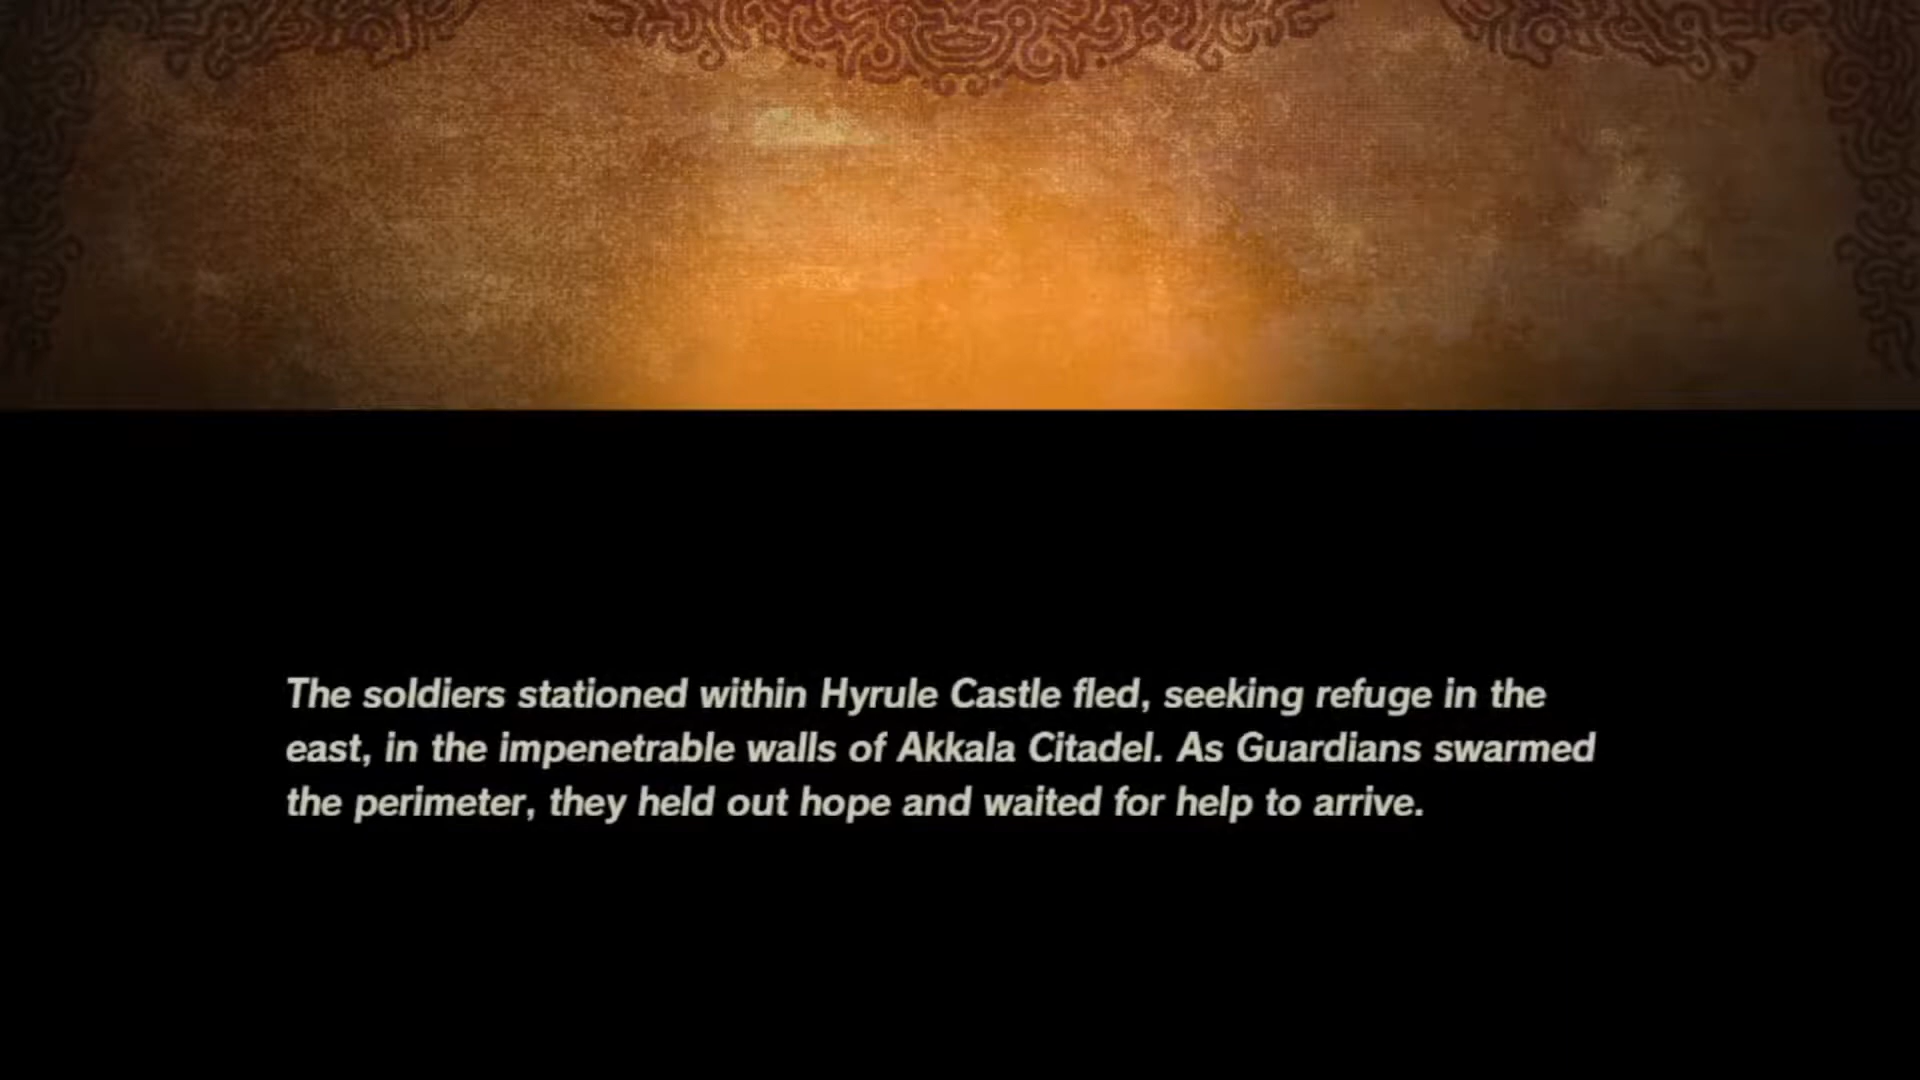 The soldiers stationed within Hyrule Castle fled, seeking refuge in the
east, in the impenetrable walls of Akkala Citadel. As Guardians swarmed
the perimeter, they held out hope and waited for help to arrive.